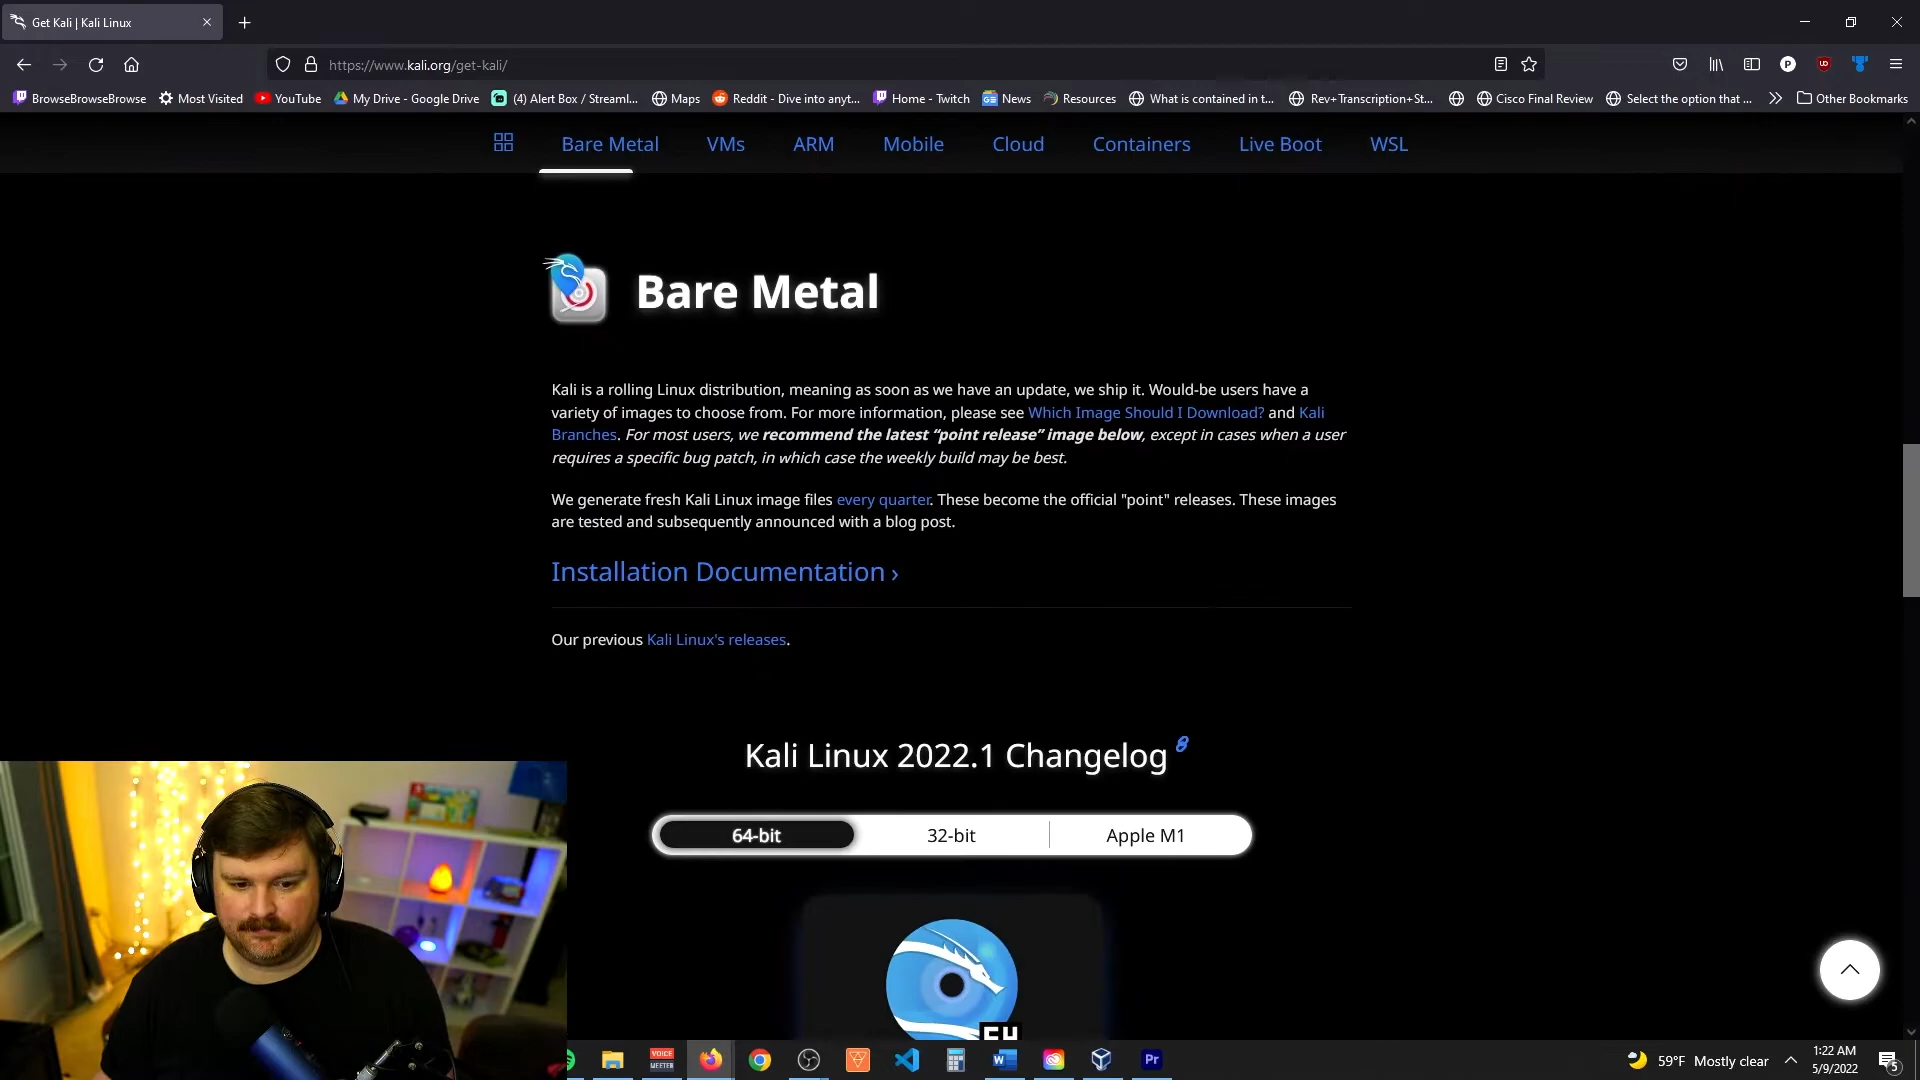 Get Kali | Kali Linux
https://www.kali.org/get-kali/
BrowseBrowseBrowse Most Visited YouTube My Drive - Google Drive (4) Alert Box / Streaml... Maps Reddit - Dive into anyt... Home - Twitch News Resources What is contained in t... Rev+Transcription+St... Cisco Final Review Select the option that ... Other Bookmarks
Bare Metal VMs ARM Mobile Cloud Containers Live Boot WSL
Bare Metal
Kali is a rolling Linux distribution, meaning as soon as we have an update, we ship it. Would-be users have a
variety of images to choose from. For more information, please see Which Image Should I Download? and Kali
Branches. For most users, we recommend the latest “point release” image below, except in cases when a user
requires a specific bug patch, in which case the weekly build may be best.
We generate fresh Kali Linux image files every quarter. These become the official "point" releases. These images
are tested and subsequently announced with a blog post.
Installation Documentation ›
Our previous Kali Linux's releases.
Kali Linux 2022.1 Changelog
64-bit 32-bit Apple M1
VOICE
MEETER
W
Pr
59°F Mostly clear
1:22 AM
5/9/2022
5